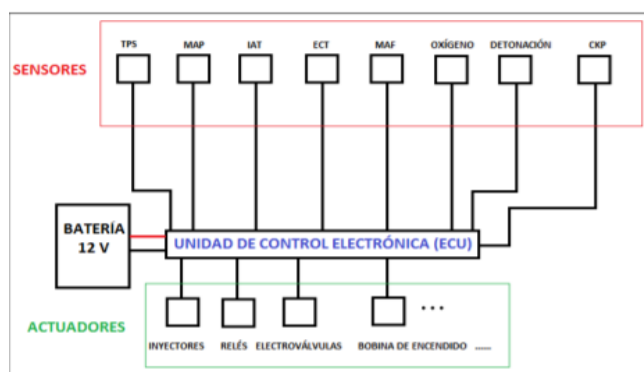 TPS MAP IAT ECT MAF OXÍGENO DETONACIÓN CKP
SENSORES
BATERÍA
12 V
UNIDAD DE CONTROL ELECTRÓNICA (ECU)
...
ACTUADORES
INYECTORES RELÉS ELECTROVÁLVULAS BOBINA DE ENCENDIDO ......